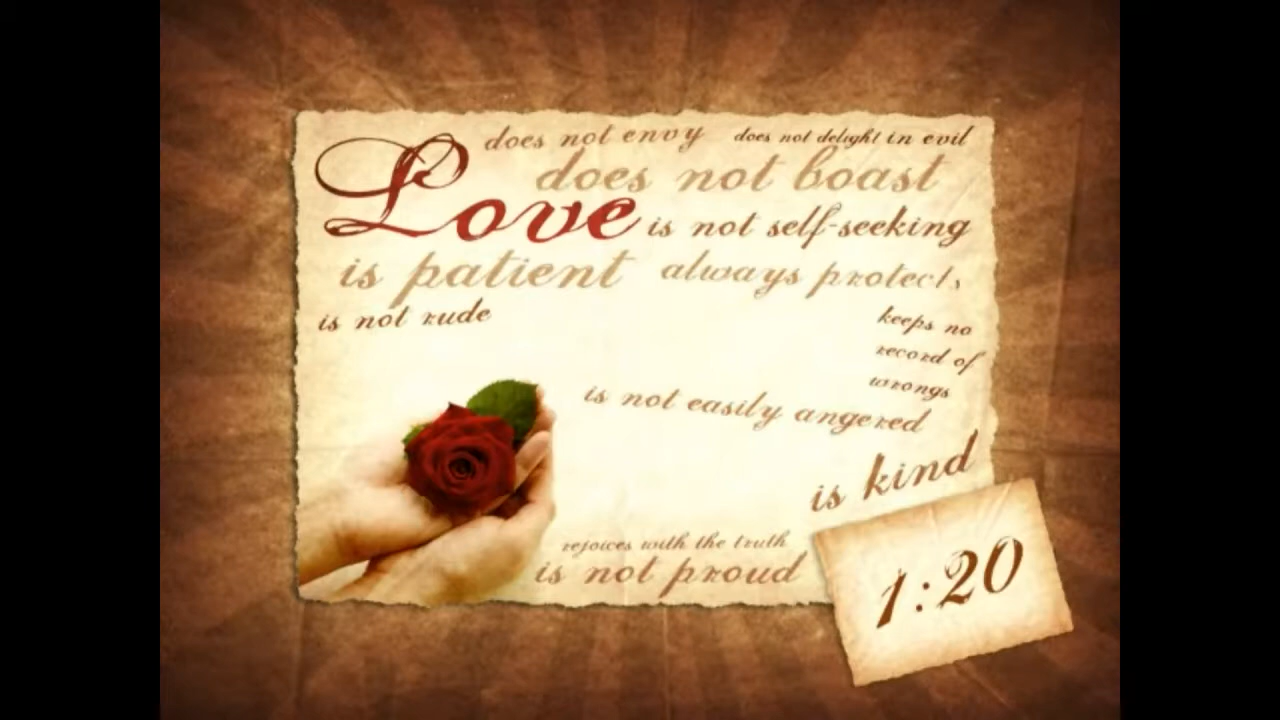 does not envy
does not delight in evil
does not boast
Love
is not self-seeking
is patient
always protects
is not rude
keeps no
record of
wrongs
is not easily angered
is kind
rejoices with the truth
is not proud
1:20